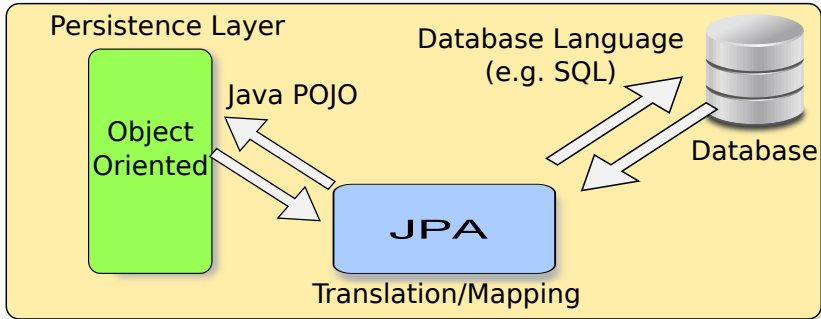 Persistence Layer
Object
Oriented
Java POJO
JPA
Translation/Mapping
Database Language
(e.g. SQL)
Database